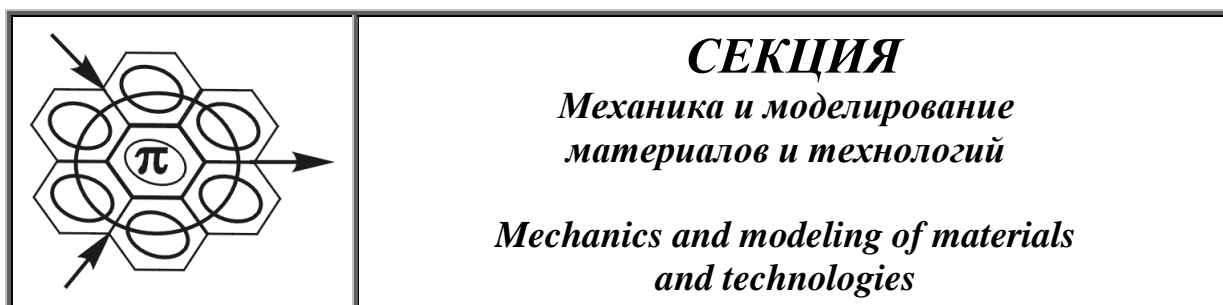 π
СЕКЦИЯ
Механика и моделирование
материалов и технологий
Mechanics and modeling of materials
and technologies